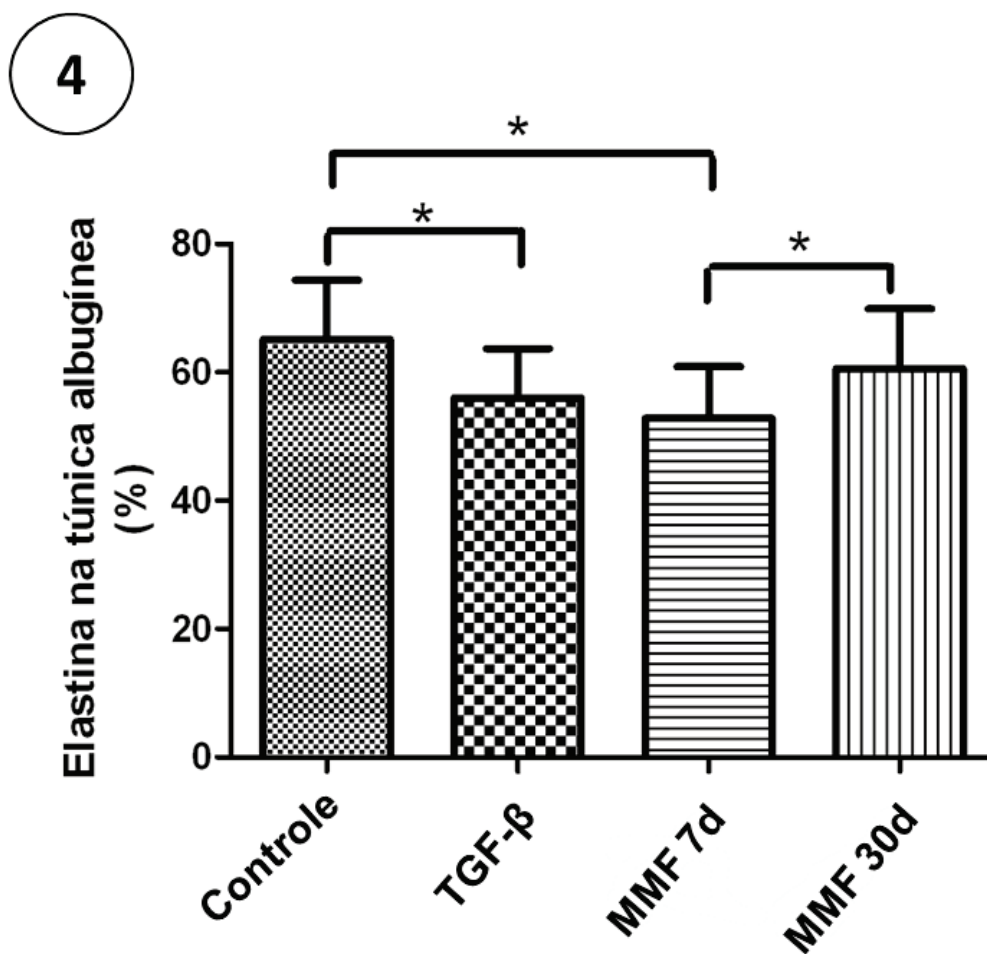 4
*
*
*
Elastina na túnica albugínea
(%)
80
60
40
20
0
Controle
TGF-β
MMF 7d
MMF 30d